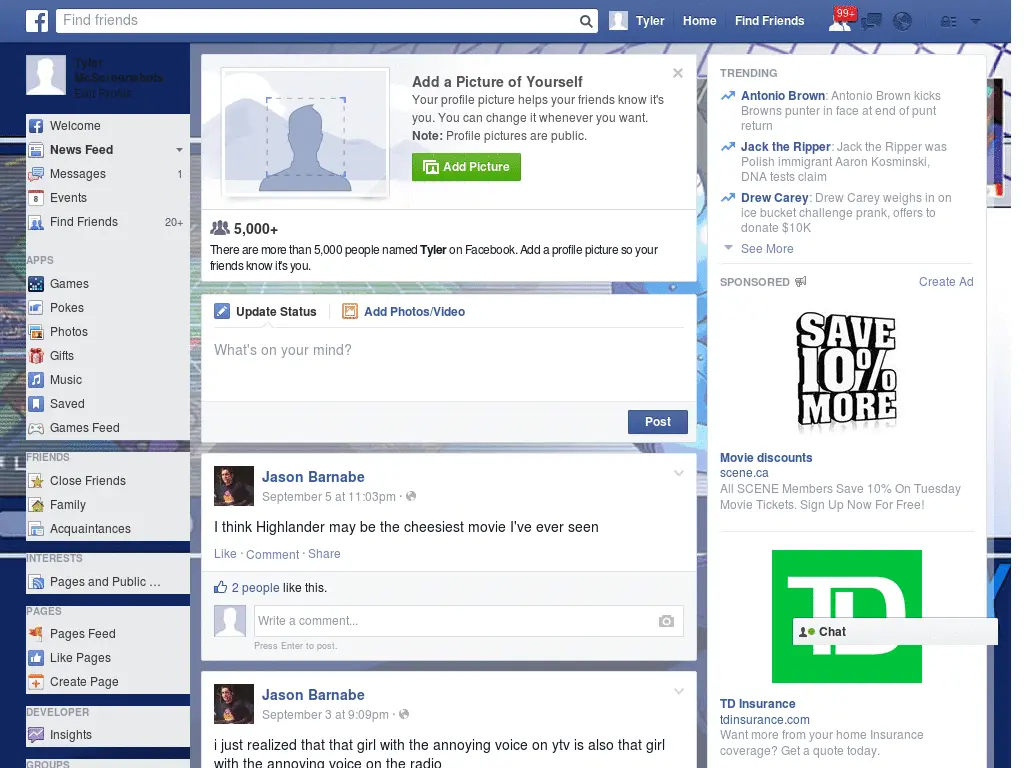 Find friends
Tyler
Home
Find Friends
99+
Tyler
McScreenshots
Edit Profile
Welcome
News Feed
Messages 1
8
Events
Find Friends 20+
APPS
Games
Pokes
Photos
Gifts
Music
Saved
Games Feed
FRIENDS
Close Friends
Family
Acquaintances
INTERESTS
Pages and Public ...
PAGES
Pages Feed
Like Pages
Create Page
DEVELOPER
Insights
GROUPS
Add a Picture of Yourself
Your profile picture helps your friends know it's
you. You can change it whenever you want.
Note: Profile pictures are public.
Add Picture
5,000+
There are more than 5,000 people named Tyler on Facebook. Add a profile picture so your
friends know it's you.
Update Status
Add Photos/Video
What's on your mind?
Post
Jason Barnabe
September 5 at 11:03pm ·
I think Highlander may be the cheesiest movie I've ever seen
Like · Comment · Share
2 people like this.
Write a comment...
Press Enter to post.
Jason Barnabe
September 3 at 9:09pm ·
i just realized that that girl with the annoying voice on ytv is also that girl
with the annoying voice on the radio
TRENDING
Antonio Brown: Antonio Brown kicks
Browns punter in face at end of punt
return
Jack the Ripper: Jack the Ripper was
Polish immigrant Aaron Kosminski,
DNA tests claim
Drew Carey: Drew Carey weighs in on
ice bucket challenge prank, offers to
donate $10K
See More
SPONSORED
Create Ad
SAVE
10%
MORE
Movie discounts
scene.ca
All SCENE Members Save 10% On Tuesday
Movie Tickets. Sign Up Now For Free!
TD
Chat
TD Insurance
tdinsurance.com
Want more from your home Insurance
coverage? Get a quote today.